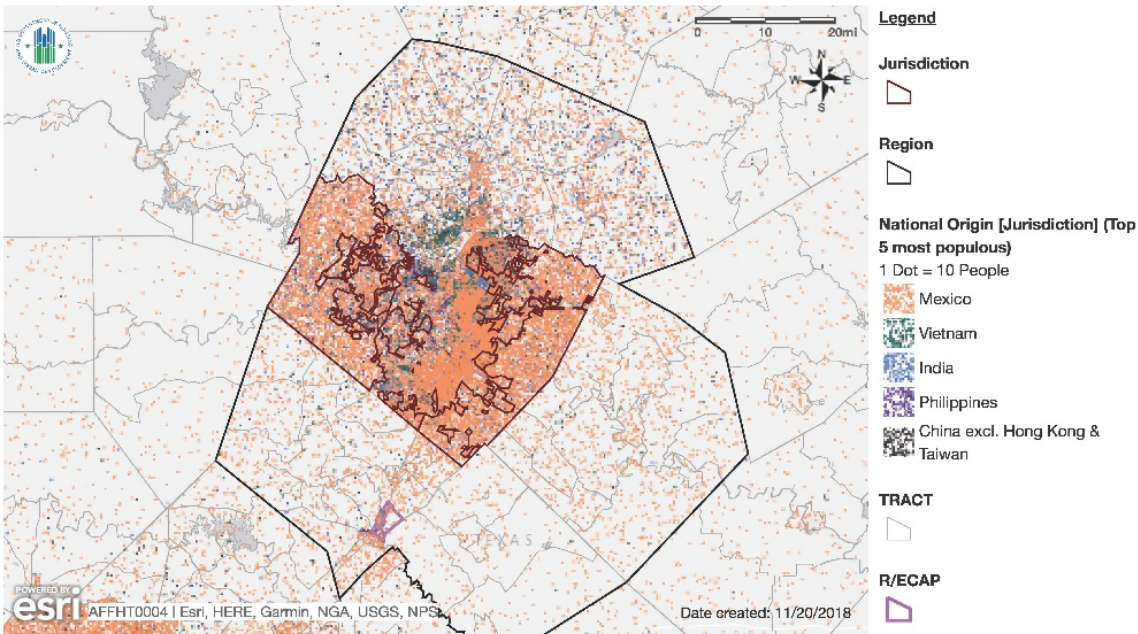 0 10 20mi
N
W E
S
TEXAS
POWERED BY
esri AFFHT0004 | Esri, HERE, Garmin, NGA, USGS, NPS
Date created: 11/20/2018
Legend
Jurisdiction
Region
National Origin [Jurisdiction] (Top
5 most populous)
1 Dot = 10 People
Mexico
Vietnam
India
Philippines
China excl. Hong Kong &
Taiwan
TRACT
R/ECAP